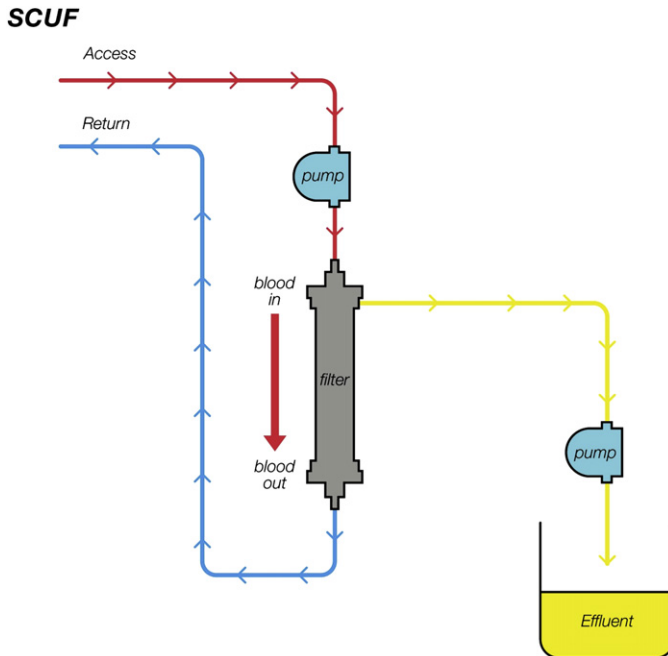 SCUF
Access
Return
pump
blood
in
filter
blood
out
pump
Effluent